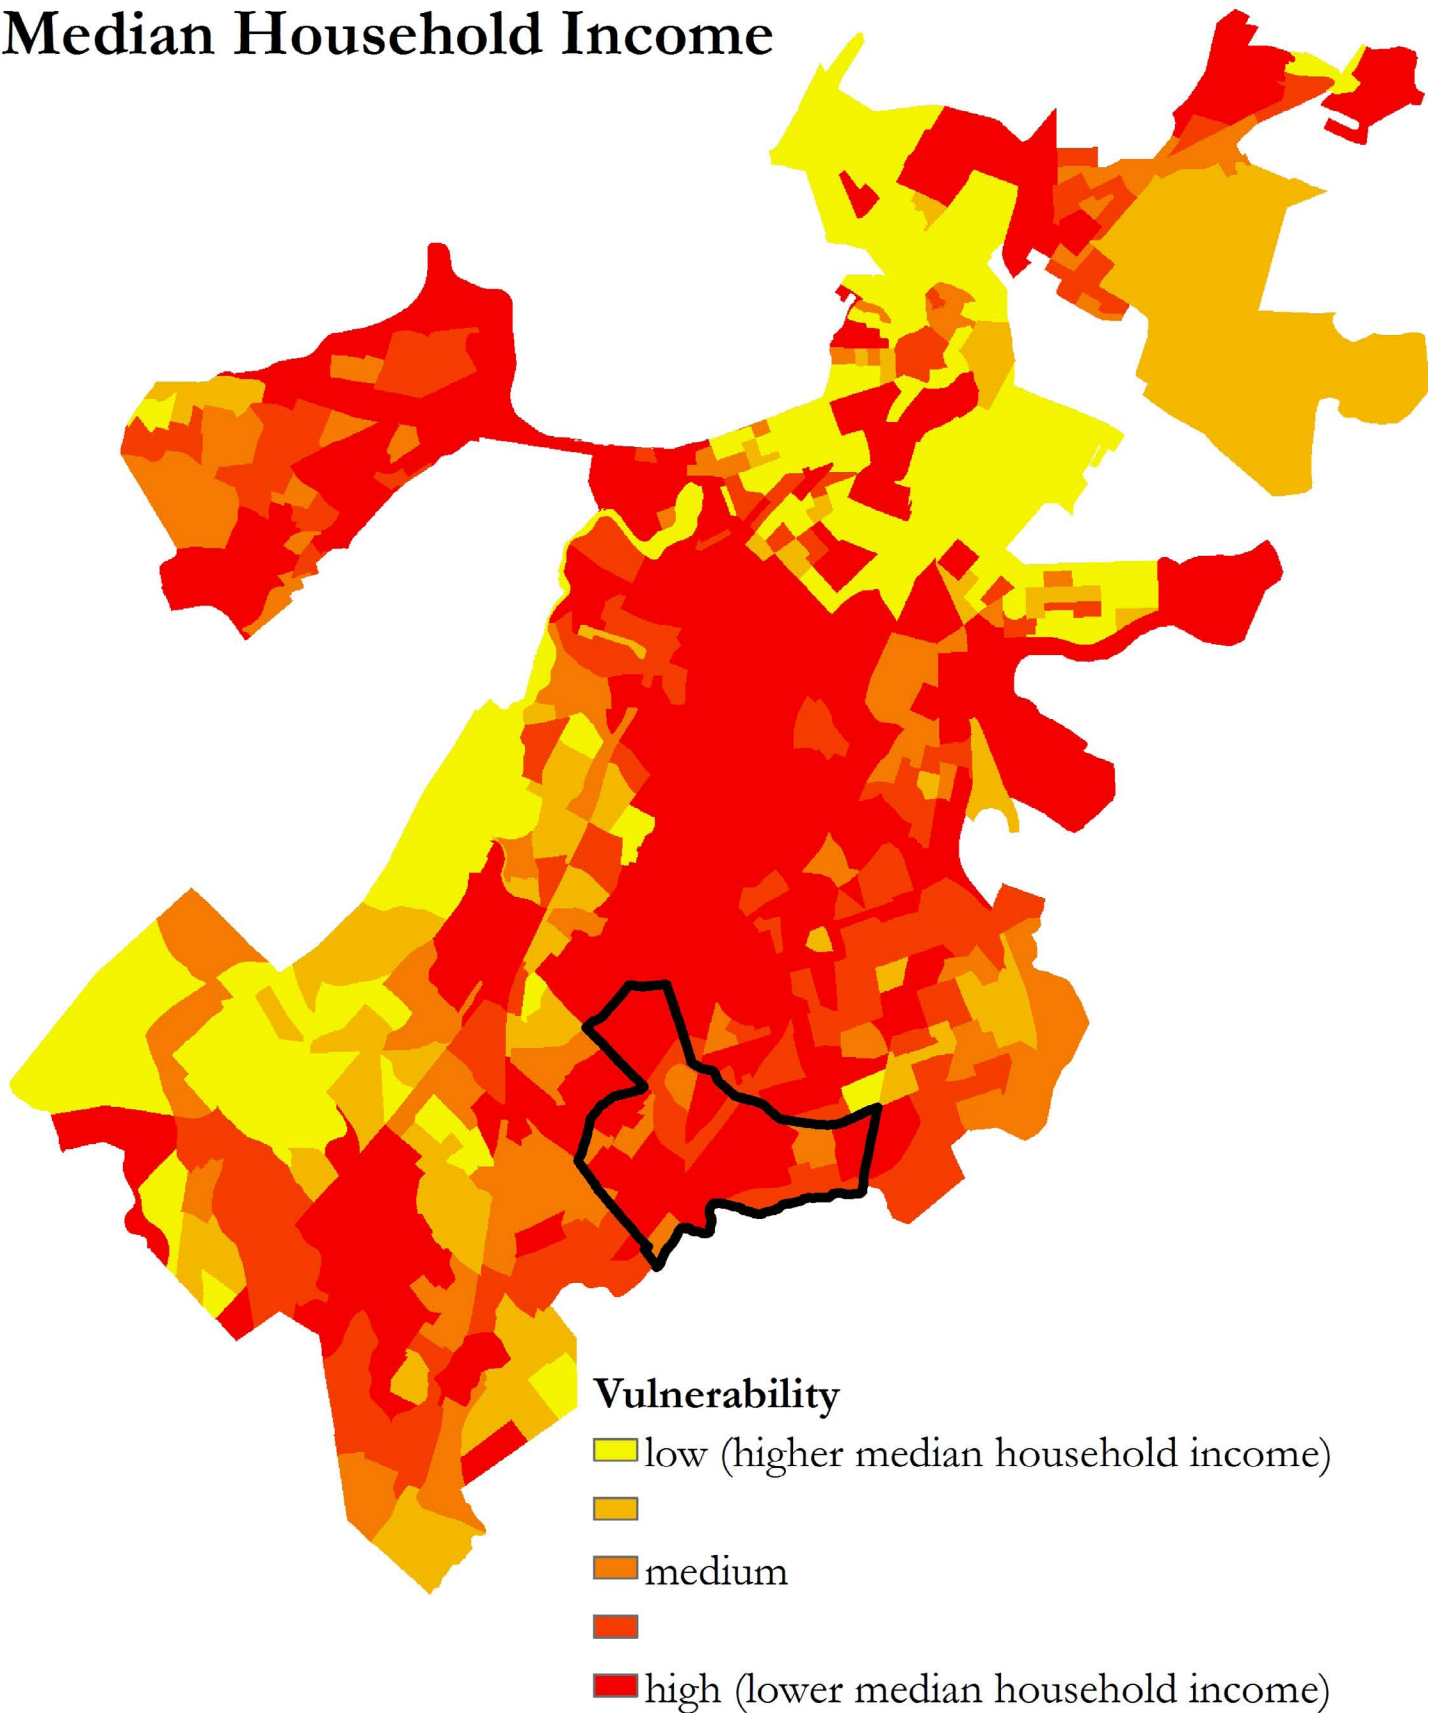 Median Household Income
Vulnerability
low (higher median household income)
medium
high (lower median household income)